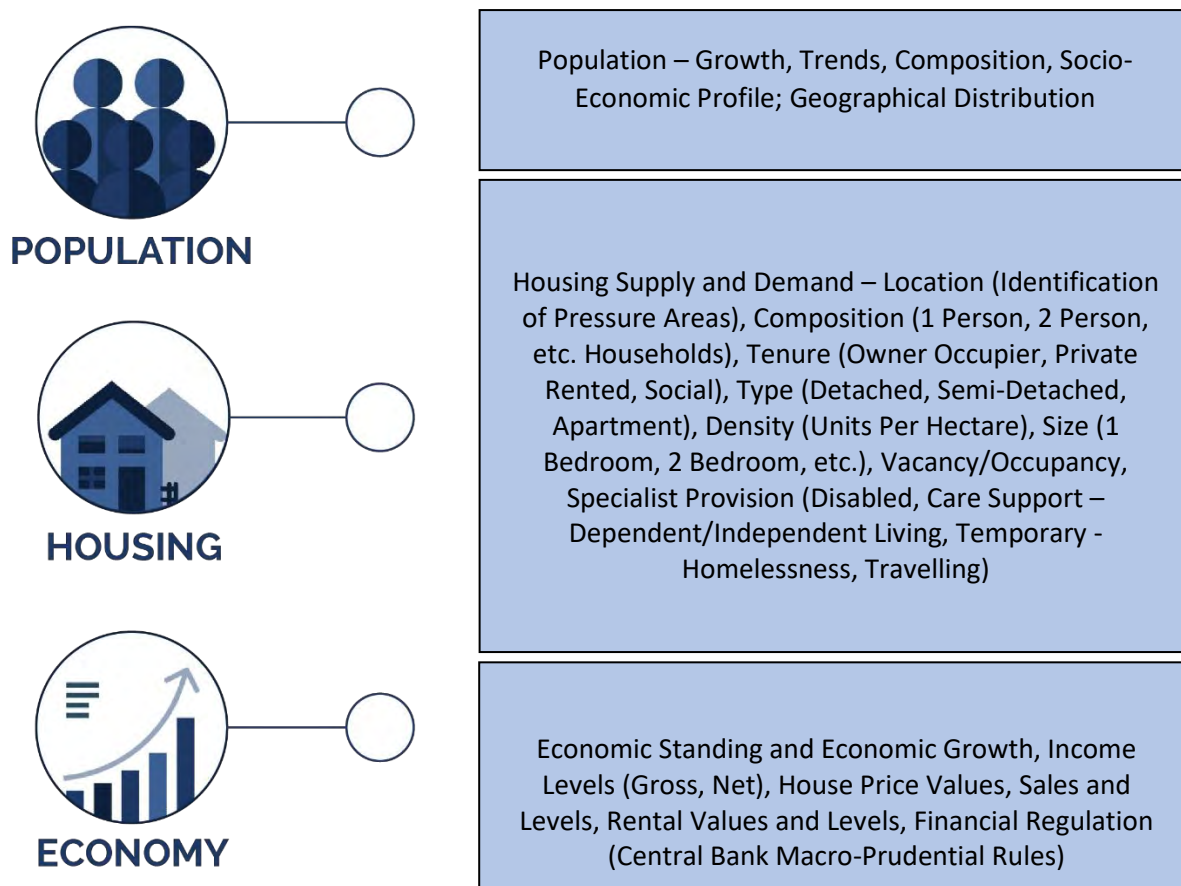 POPULATION
Population – Growth, Trends, Composition, Socio-
Economic Profile; Geographical Distribution
HOUSING
Housing Supply and Demand – Location (Identification
of Pressure Areas), Composition (1 Person, 2 Person,
etc. Households), Tenure (Owner Occupier, Private
Rented, Social), Type (Detached, Semi-Detached,
Apartment), Density (Units Per Hectare), Size (1
Bedroom, 2 Bedroom, etc.), Vacancy/Occupancy,
Specialist Provision (Disabled, Care Support –
Dependent/Independent Living, Temporary -
Homelessness, Travelling)
ECONOMY
Economic Standing and Economic Growth, Income
Levels (Gross, Net), House Price Values, Sales and
Levels, Rental Values and Levels, Financial Regulation
(Central Bank Macro-Prudential Rules)